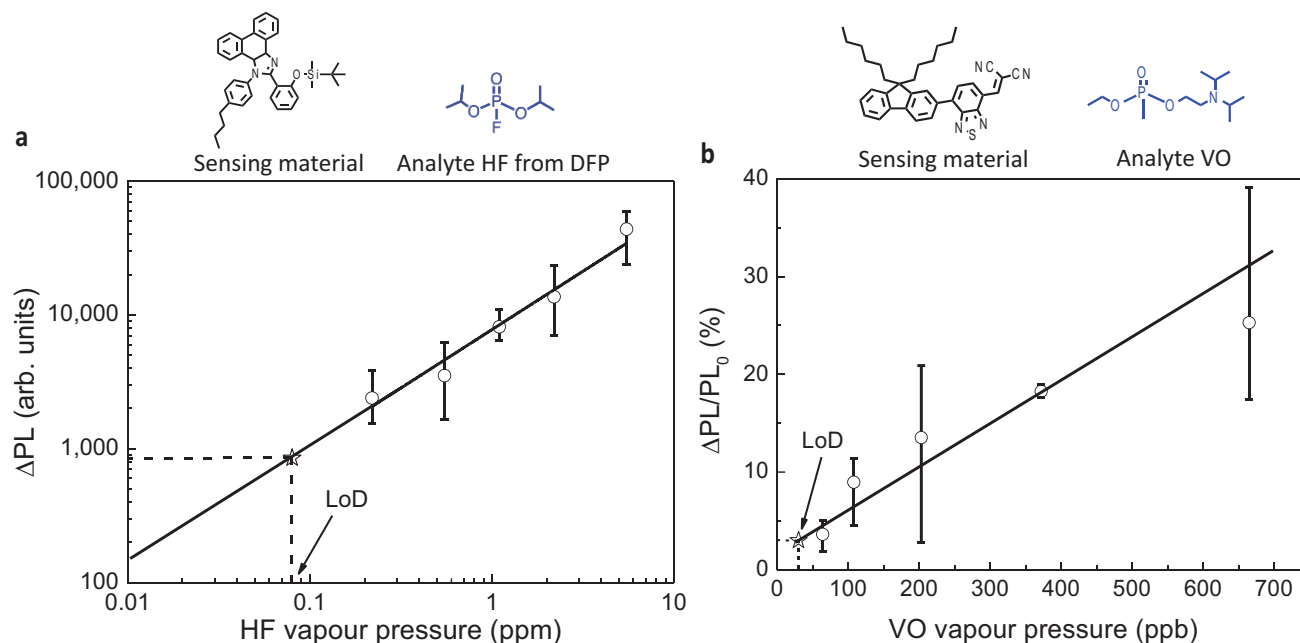 a
N
N
O
Si
O
O
P
O
F
Sensing material
Analyte HF from DFP
100,000
10,000
1,000
100
0.01
0.1
1
10
ΔPL (arb. units)
LoD
HF vapour pressure (ppm)
b
NC
CN
N
S
N
O
O
P
O
N
Sensing material
Analyte VO
40
30
20
10
0
0
100
200
300
400
500
600
700
ΔPL/PL₀ (%)
LoD
VO vapour pressure (ppb)